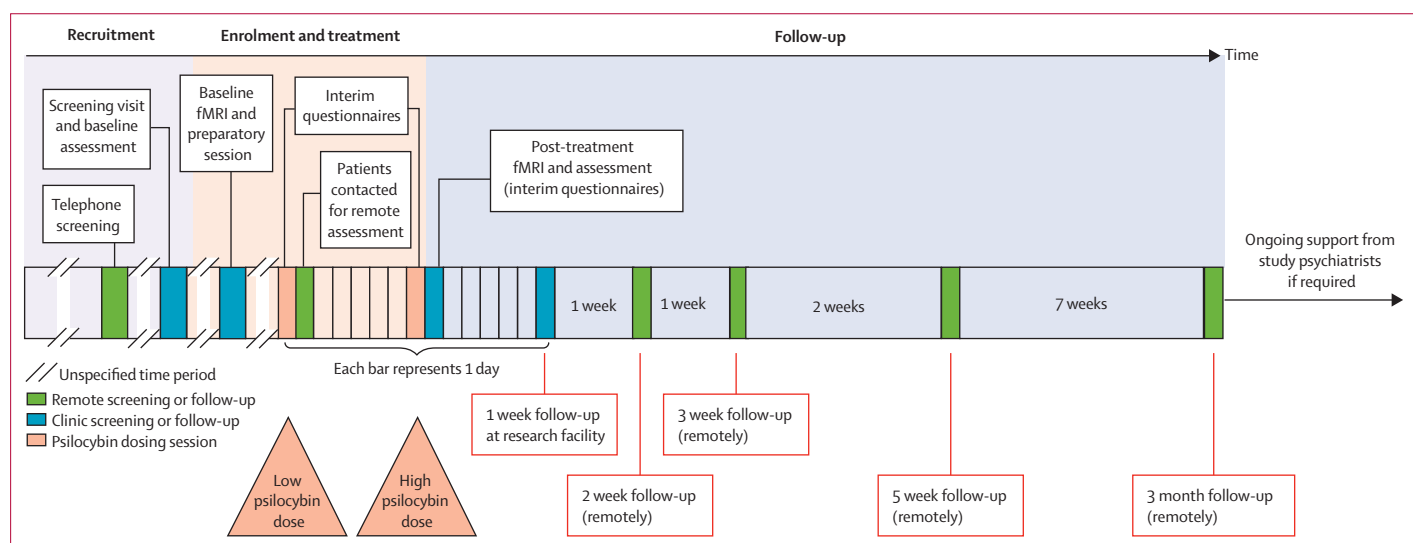 Recruitment
Enrolment and treatment
Follow-up
Time
Screening visit
and baseline
assessment
Baseline
fMRI and
preparatory
session
Interim
questionnaires
Telephone
screening
Patients
contacted
for remote
assessment
Post-treatment
fMRI and assessment
(interim questionnaires)
Ongoing support from
study psychiatrists
if required
1 week
1 week
2 weeks
7 weeks
Each bar represents 1 day
Unspecified time period
Remote screening or follow-up
Clinic screening or follow-up
Psilocybin dosing session
Low
psilocybin
dose
High
psilocybin
dose
1 week follow-up
at research facility
2 week follow-up
(remotely)
3 week follow-up
(remotely)
5 week follow-up
(remotely)
3 month follow-up
(remotely)